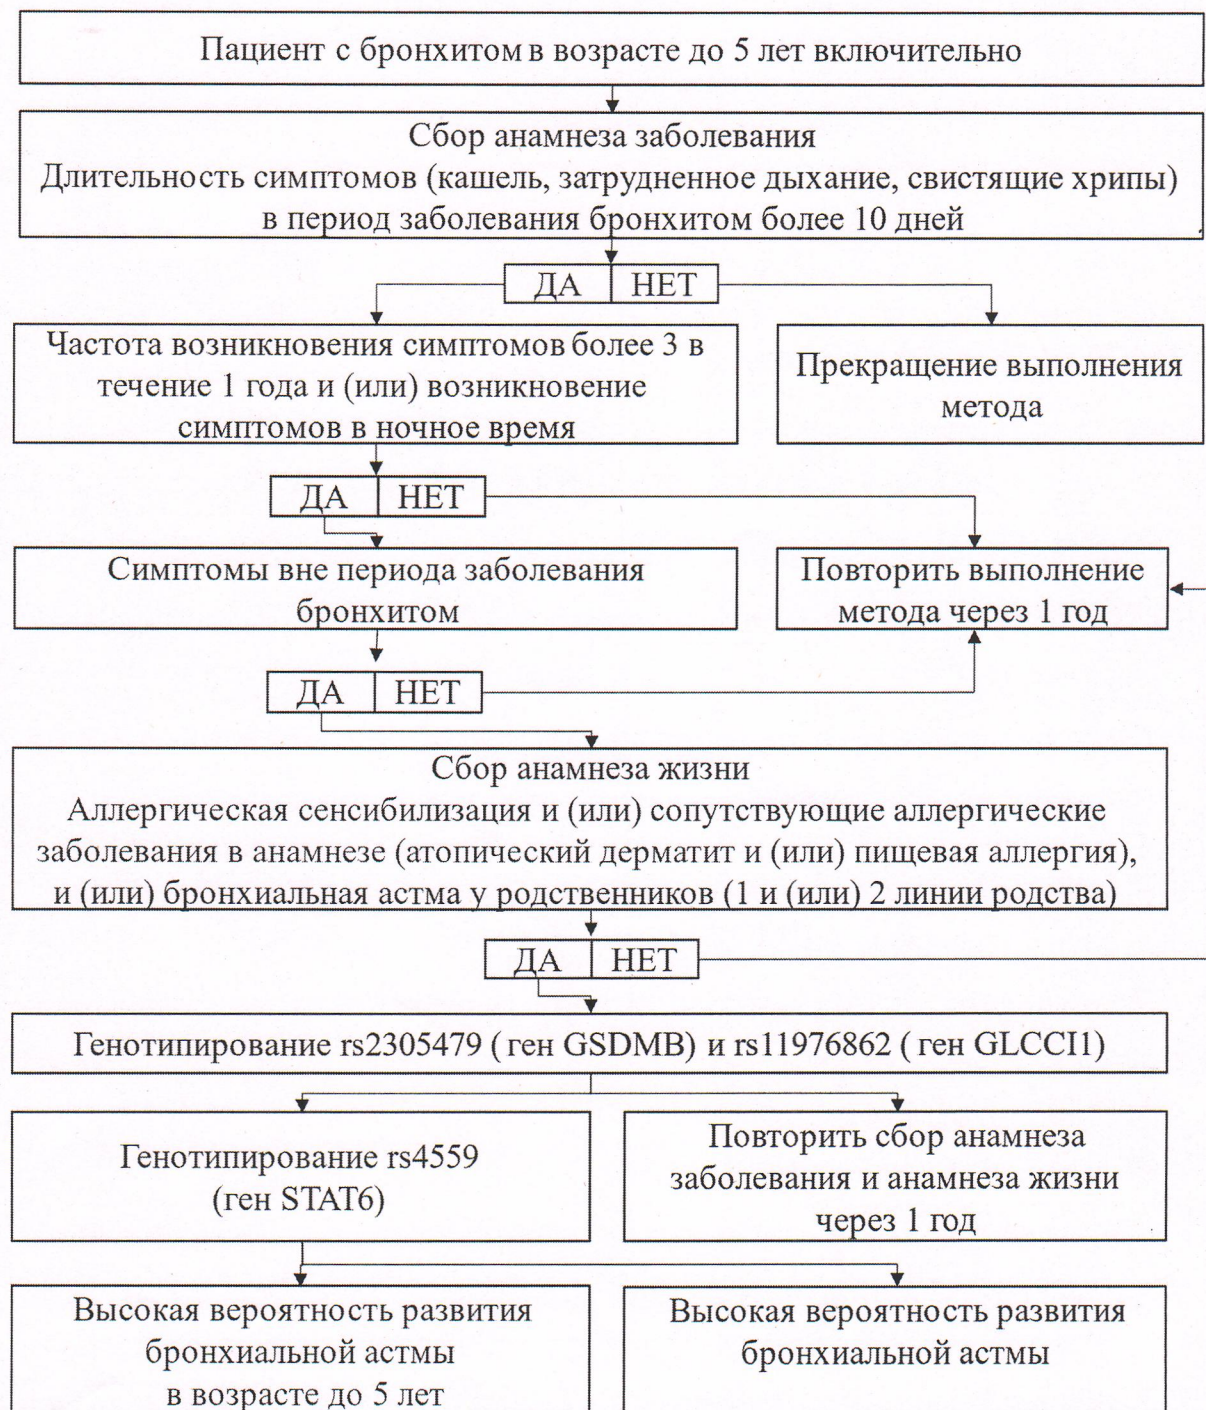 Пациент с бронхитом в возрасте до 5 лет включительно
Сбор анамнеза заболевания
Длительность симптомов (кашель, затрудненное дыхание, свистящие хрипы)
в период заболевания бронхитом более 10 дней
ДА НЕТ
Частота возникновения симптомов более 3 в
течение 1 года и (или) возникновение
симптомов в ночное время
Прекращение выполнения
метода
ДА НЕТ
Симптомы вне периода заболевания
бронхитом
Повторить выполнение
метода через 1 год
ДА НЕТ
Сбор анамнеза жизни
Аллергическая сенсибилизация и (или) сопутствующие аллергические
заболевания в анамнезе (атопический дерматит и (или) пищевая аллергия),
и (или) бронхиальная астма у родственников (1 и (или) 2 линии родства)
ДА НЕТ
Генотипирование rs2305479 ( ген GSDMB) и rs11976862 ( ген GLCCI1)
Генотипирование rs4559
(ген STAT6)
Повторить сбор анамнеза
заболевания и анамнеза жизни
через 1 год
Высокая вероятность развития
бронхиальной астмы
в возрасте до 5 лет
Высокая вероятность развития
бронхиальной астмы